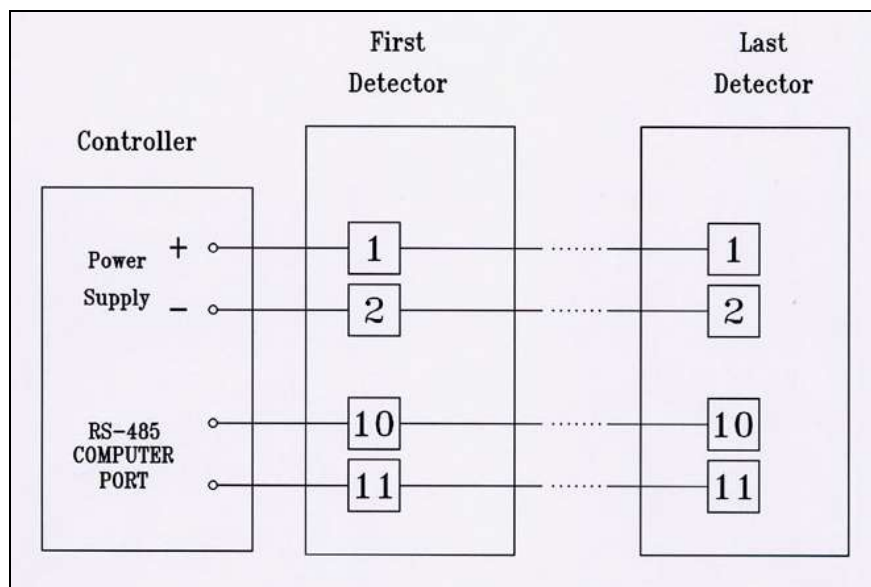 First
Detector
Last
Detector
Controller
Power
Supply
+
-
RS-485
COMPUTER
PORT
1
2
10
11
1
2
10
11